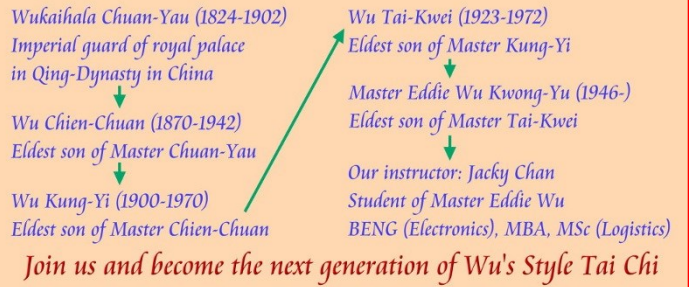 Wukaihala Chuan-Yau (1824-1902)
Imperial guard of royal palace
in Qing-Dynasty in China
Wu Chien-Chuan (1870-1942)
Eldest son of Master Chuan-Yau
Wu Kung-Yi (1900-1970)
Eldest son of Master Chien-Chuan
Wu Tai-Kwei (1923-1972)
Eldest son of Master Kung-Yi
Master Eddie Wu Kwong-Yu (1946-)
Eldest son of Master Tai-Kwei
Our instructor: Jacky Chan
Student of Master Eddie Wu
BENG (Electronics), MBA, MSc (Logistics)
Join us and become the next generation of Wu's Style Tai Chi